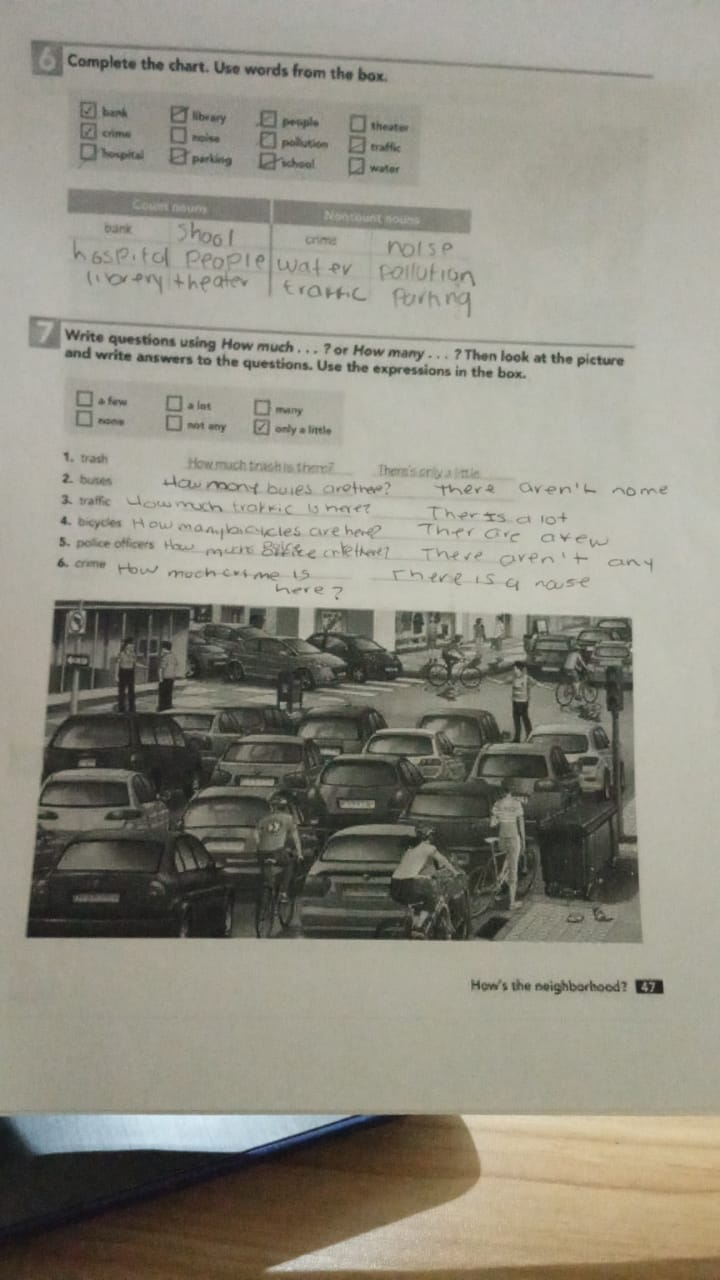 6 Complete the chart. Use words from the box.
bank library people theater
crime noise pollution traffic
hospital parking school water
Count nouns Noncount nouns
bank Shool crime noise
hospital people water pollution
library theater traffic Parking
7 Write questions using How much . . . ? or How many . . . ? Then look at the picture
and write answers to the questions. Use the expressions in the box.
a few a lot many
none not any only a little
1. trash How much trash is there? There's only a little.
2. buses How many buses are there? There aren't nome
3. traffic How much traffic is here? Ther is a lot
4. bicycles How many bicycles are here? Ther are a few
5. police officers How much there? There aren't any
6. crime How much crime is There is a
here?
How's the neighborhood? 47